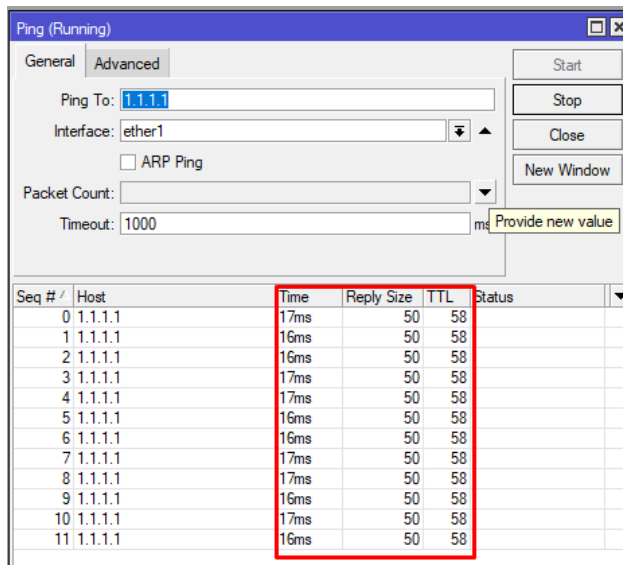 Ping (Running)
General Advanced
Start
Ping To: 1.1.1.1
Stop
Interface: ether1
Close
ARP Ping
New Window
Packet Count:
Provide new value
Timeout: 1000 ms
Seq # Host Time Reply Size TTL Status
0 1.1.1.1 17ms 50 58
1 1.1.1.1 16ms 50 58
2 1.1.1.1 16ms 50 58
3 1.1.1.1 17ms 50 58
4 1.1.1.1 17ms 50 58
5 1.1.1.1 16ms 50 58
6 1.1.1.1 16ms 50 58
7 1.1.1.1 17ms 50 58
8 1.1.1.1 17ms 50 58
9 1.1.1.1 16ms 50 58
10 1.1.1.1 17ms 50 58
11 1.1.1.1 16ms 50 58